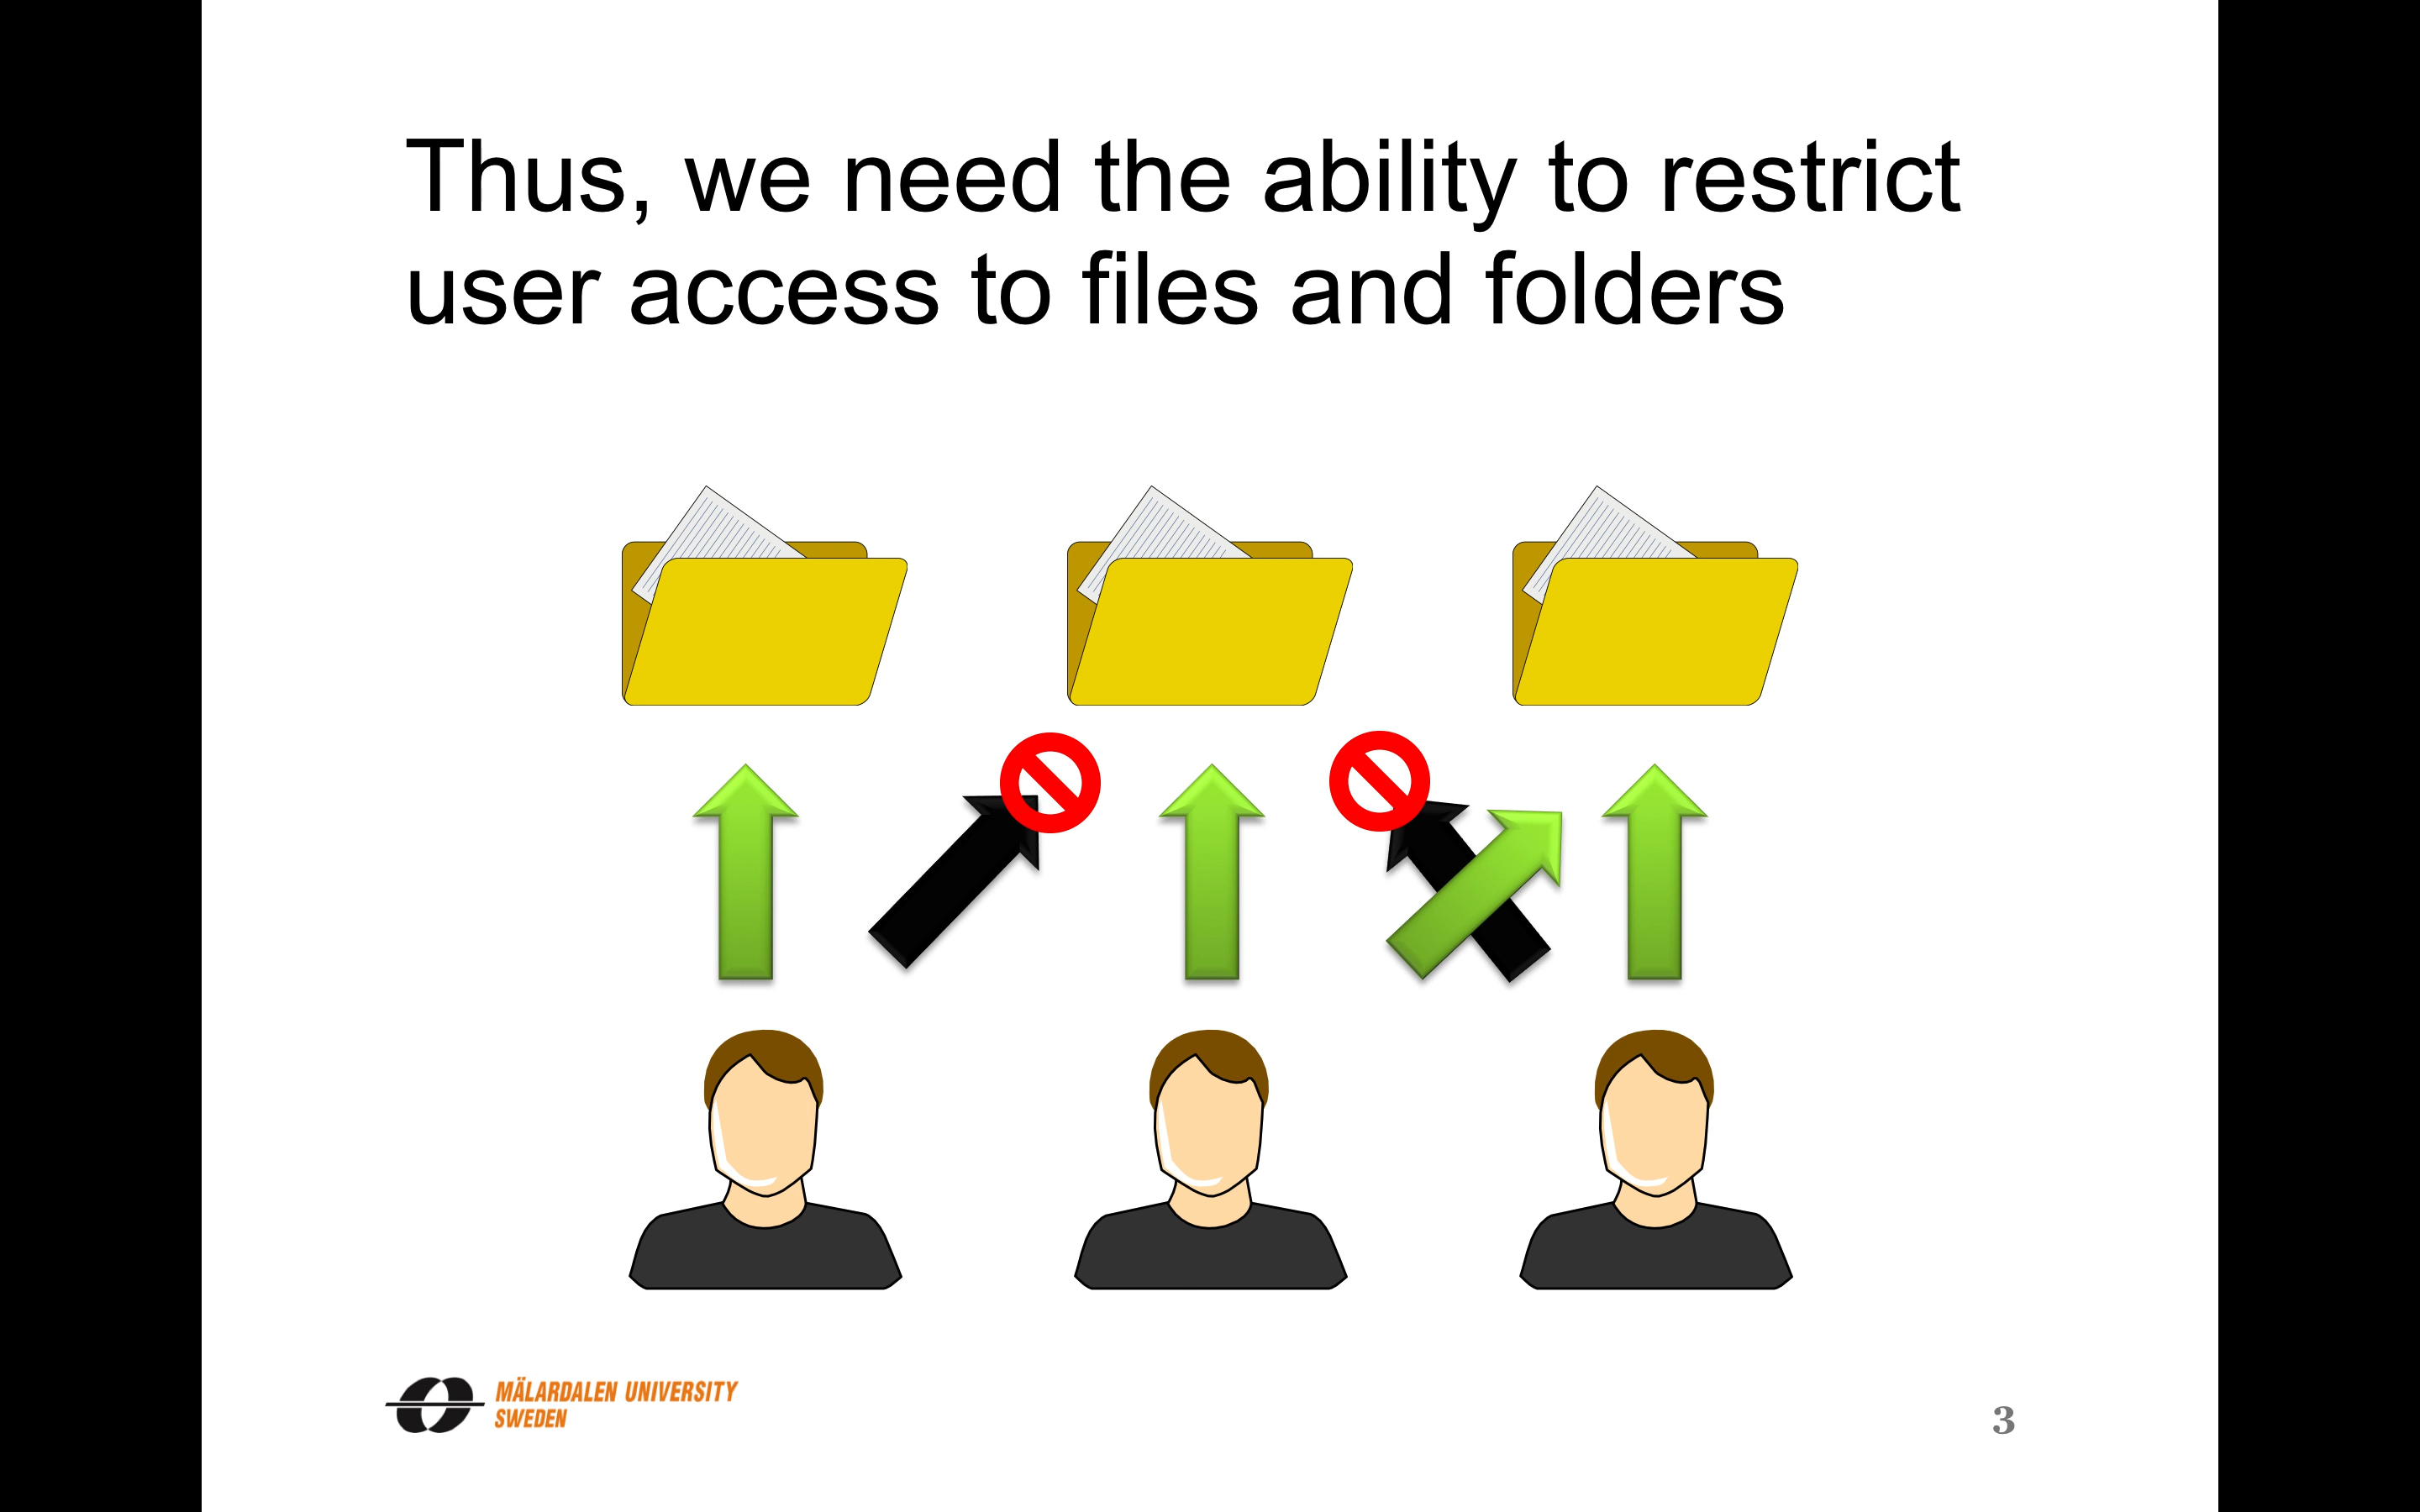 Thus, we need the ability to restrict
user access to files and folders
MÄLARDALEN UNIVERSITY
SWEDEN
3